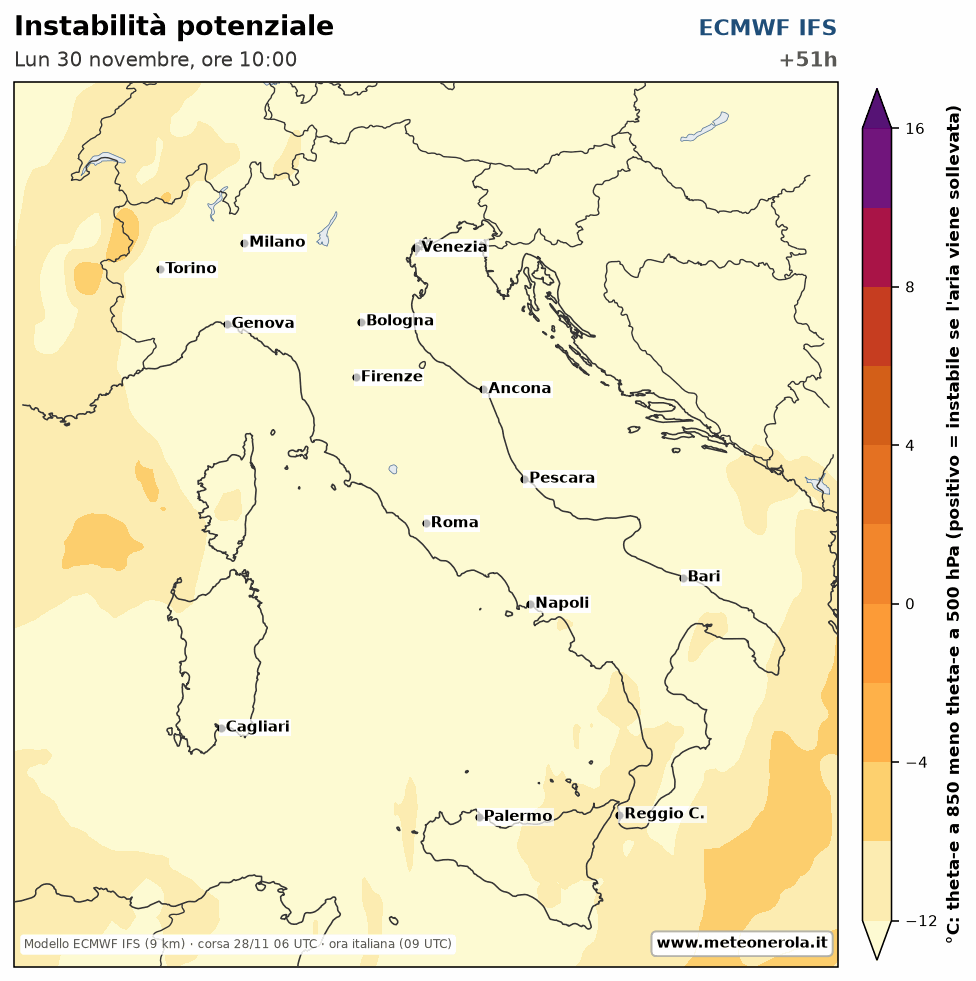 Instabilità potenziale
ECMWF IFS
Lun 30 novembre, ore 10:00
+51h
Milano
Venezia
Torino
Genova
Bologna
Firenze
Ancona
Pescara
Roma
Bari
Napoli
Cagliari
Palermo
Reggio C.
16
8
4
0
−4
−12
°C: theta-e a 850 meno theta-e a 500 hPa (positivo = instabile se l'aria viene sollevata)
Modello ECMWF IFS (9 km) · corsa 28/11 06 UTC · ora italiana (09 UTC)
www.meteonerola.it